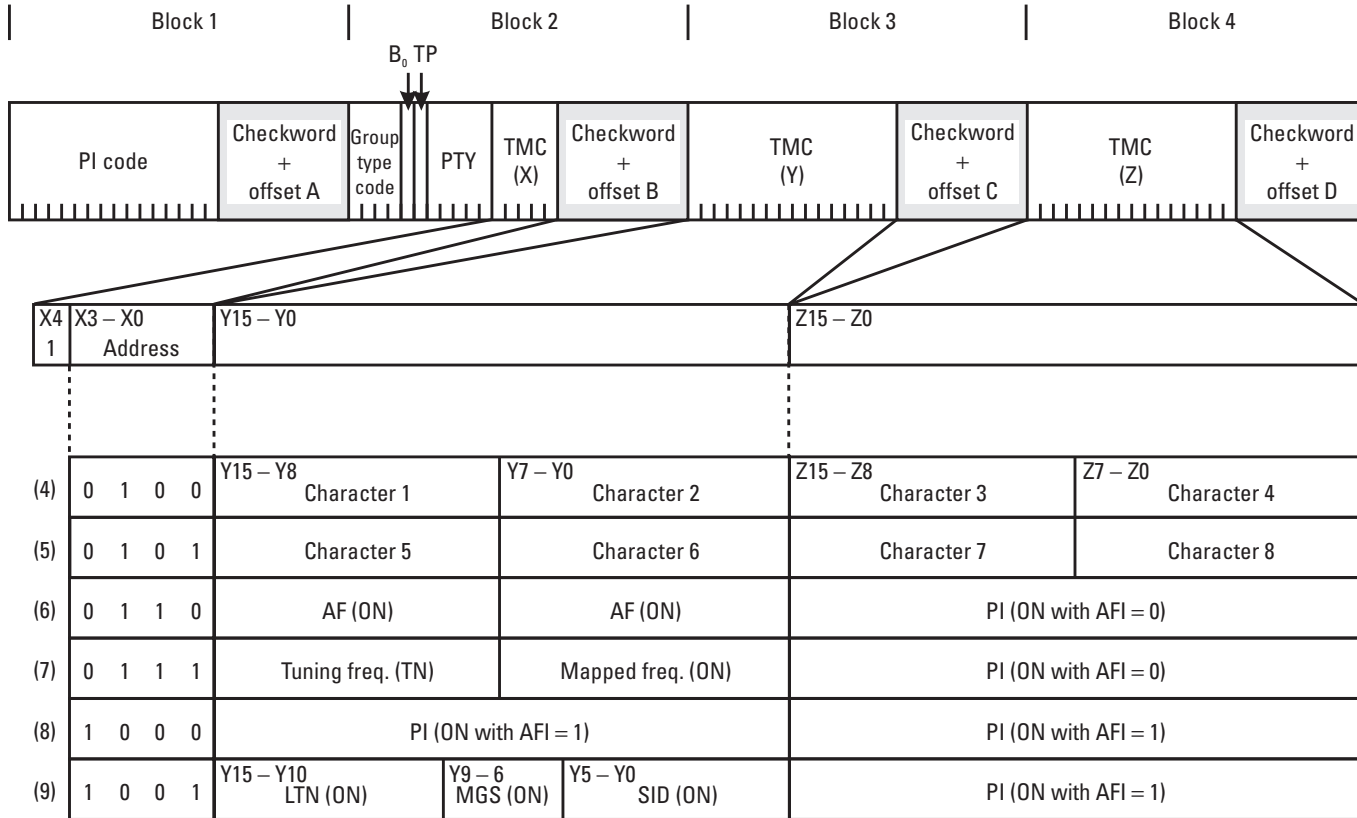 Block 1 Block 2 Block 3 Block 4
B₀ TP
PI code
Checkword
+
offset A
Group
type
code
PTY
TMC
(X)
Checkword
+
offset B
TMC
(Y)
Checkword
+
offset C
TMC
(Z)
Checkword
+
offset D
X4 X3 – X0 Y15 – Y0 Z15 – Z0
1 Address
Y15 – Y8 Y7 – Y0 Z15 – Z8 Z7 – Z0
(4) 0 1 0 0 Character 1 Character 2 Character 3 Character 4
(5) 0 1 0 1 Character 5 Character 6 Character 7 Character 8
(6) 0 1 1 0 AF (ON) AF (ON) PI (ON with AFI = 0)
(7) 0 1 1 1 Tuning freq. (TN) Mapped freq. (ON) PI (ON with AFI = 0)
(8) 1 0 0 0 PI (ON with AFI = 1) PI (ON with AFI = 1)
Y15 – Y10 Y9 – 6 Y5 – Y0
(9) 1 0 0 1 LTN (ON) MGS (ON) SID (ON) PI (ON with AFI = 1)